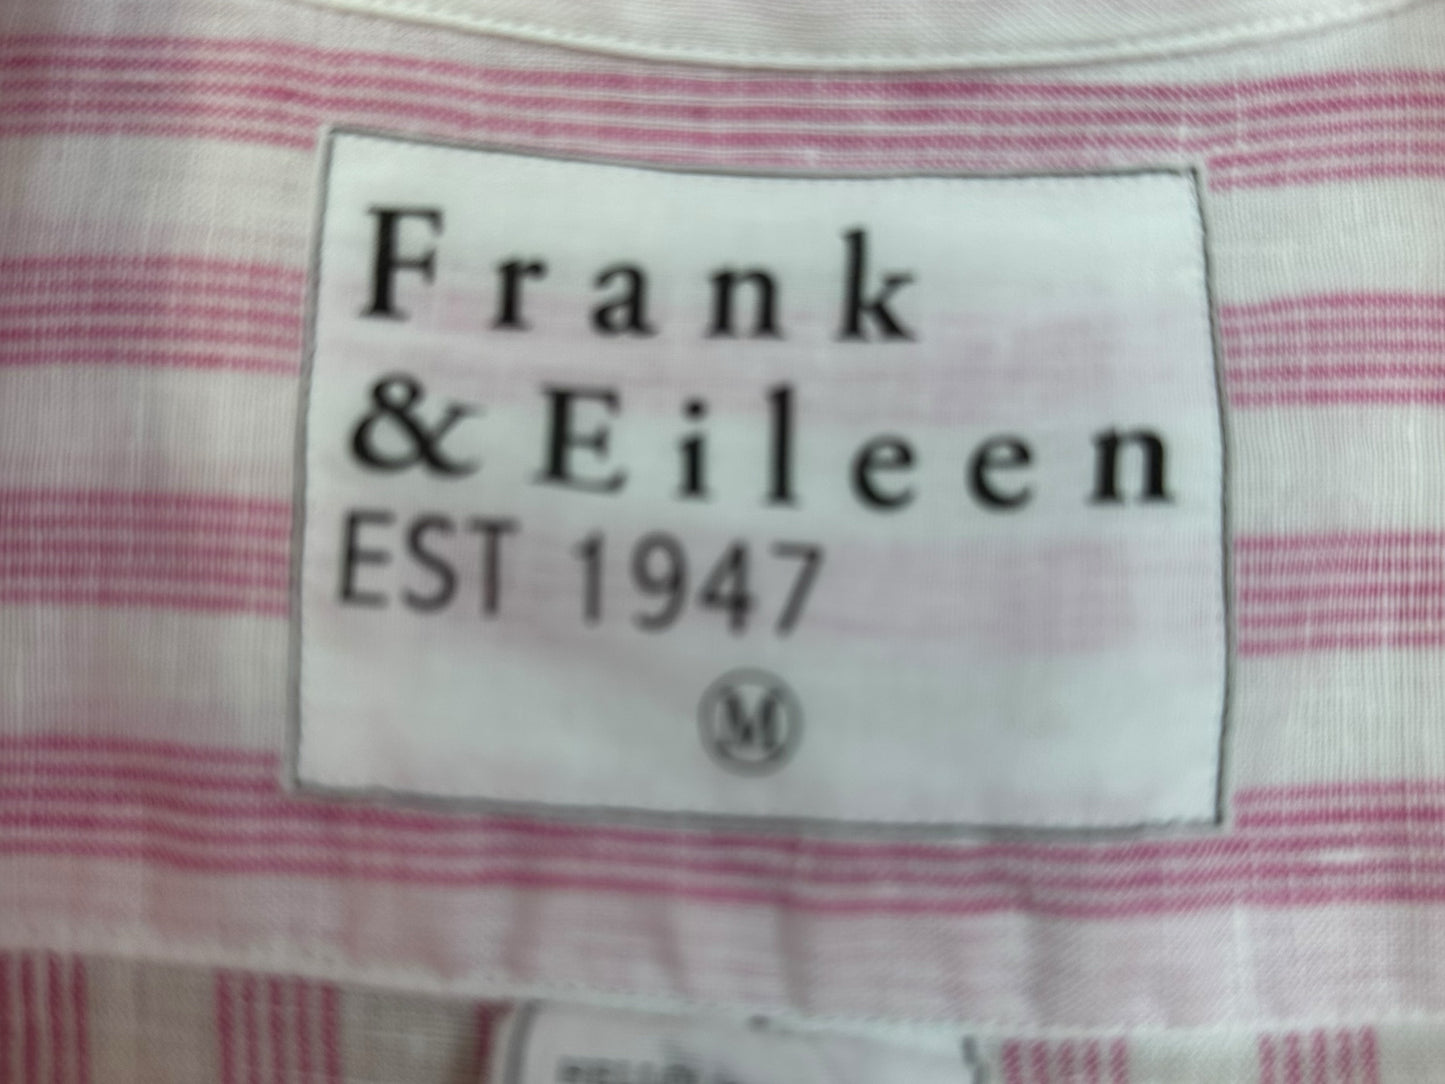 Frank
& Eileen
EST 1947
M